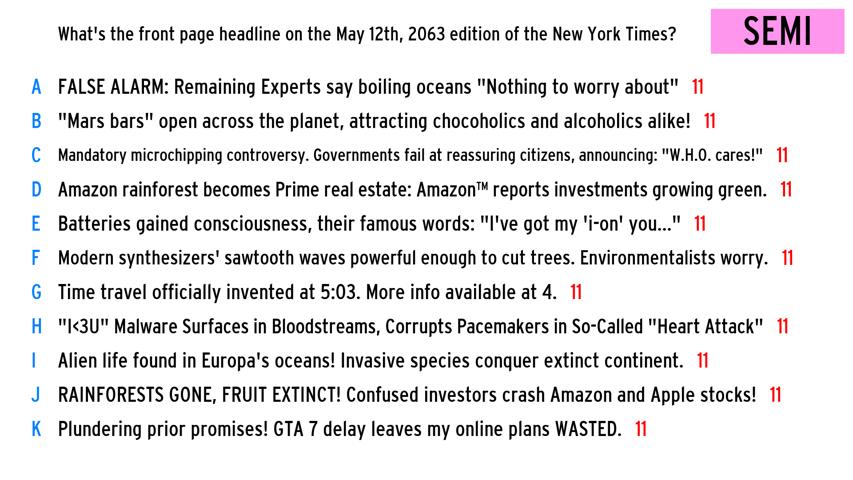 What's the front page headline on the May 12th, 2063 edition of the New York Times?
SEMI
A FALSE ALARM: Remaining Experts say boiling oceans "Nothing to worry about" 11
B "Mars bars" open across the planet, attracting chocoholics and alcoholics alike! 11
C Mandatory microchipping controversy. Governments fail at reassuring citizens, announcing: "W.H.O. cares!" 11
D Amazon rainforest becomes Prime real estate: Amazon™ reports investments growing green. 11
E Batteries gained consciousness, their famous words: "I've got my 'i-on' you..." 11
F Modern synthesizers' sawtooth waves powerful enough to cut trees. Environmentalists worry. 11
G Time travel officially invented at 5:03. More info available at 4. 11
H "I<3U" Malware Surfaces in Bloodstreams, Corrupts Pacemakers in So-Called "Heart Attack" 11
I Alien life found in Europa's oceans! Invasive species conquer extinct continent. 11
J RAINFORESTS GONE, FRUIT EXTINCT! Confused investors crash Amazon and Apple stocks! 11
K Plundering prior promises! GTA 7 delay leaves my online plans WASTED. 11